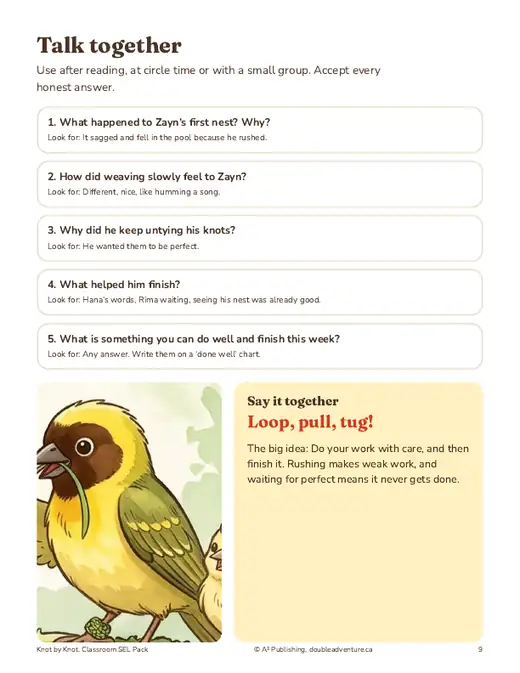 Talk together
Use after reading, at circle time or with a small group. Accept every
honest answer.
1. What happened to Zayn's first nest? Why?
Look for: It sagged and fell in the pool because he rushed.
2. How did weaving slowly feel to Zayn?
Look for: Different, nice, like humming a song.
3. Why did he keep untying his knots?
Look for: He wanted them to be perfect.
4. What helped him finish?
Look for: Hana's words, Rima waiting, seeing his nest was already good.
5. What is something you can do well and finish this week?
Look for: Any answer. Write them on a 'done well' chart.
Say it together
Loop, pull, tug!
The big idea: Do your work with care, and then
finish it. Rushing makes weak work, and
waiting for perfect means it never gets done.
Knot by Knot. Classroom SEL Pack
© A³ Publishing, doubleadventure.ca
9